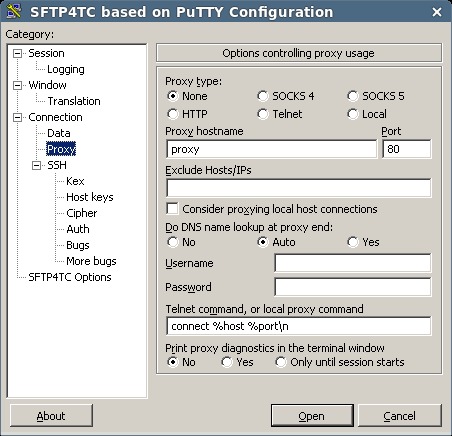 SFTP4TC based on PuTTY Configuration
Category:
Session
Logging
Window
Translation
Connection
Data
Proxy
SSH
Kex
Host keys
Cipher
Auth
Bugs
More bugs
SFTP4TC Options
Options controlling proxy usage
Proxy type:
None SOCKS 4 SOCKS 5
HTTP Telnet Local
Proxy hostname Port
proxy 80
Exclude Hosts/IPs
Consider proxying local host connections
Do DNS name lookup at proxy end:
No Auto Yes
Username
Password
Telnet command, or local proxy command
connect %host %port\n
Print proxy diagnostics in the terminal window
No Yes Only until session starts
About Open Cancel